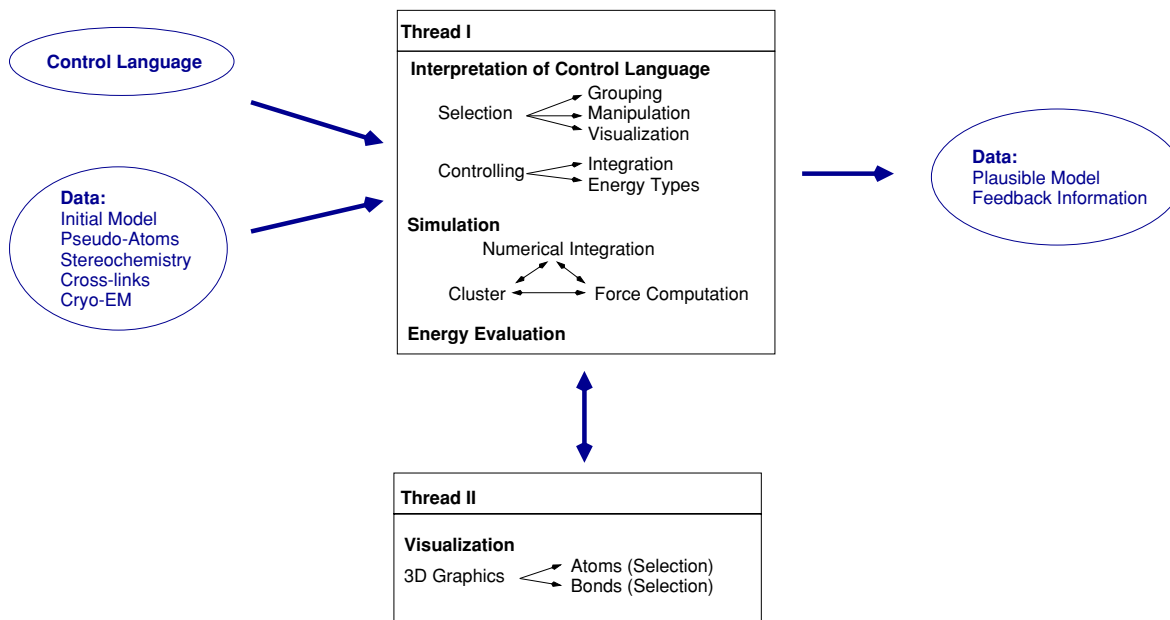 Control Language
Data:
Initial Model
Pseudo-Atoms
Stereochemistry
Cross-links
Cryo-EM
Thread I
Interpretation of Control Language
Selection
Grouping
Manipulation
Visualization
Controlling
Integration
Energy Types
Simulation
Numerical Integration
Cluster
Force Computation
Energy Evaluation
Data:
Plausible Model
Feedback Information
Thread II
Visualization
3D Graphics
Atoms (Selection)
Bonds (Selection)